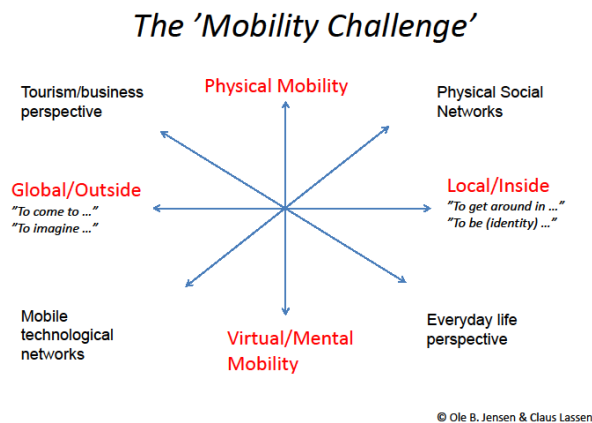 The ’Mobility Challenge’
Tourism/business
perspective
Physical Mobility
Physical Social
Networks
Global/Outside
”To come to ...”
”To imagine ...”
Local/Inside
”To get around in ...”
”To be (identity) ...”
Mobile
technological
networks
Virtual/Mental
Mobility
Everyday life
perspective
© Ole B. Jensen & Claus Lassen